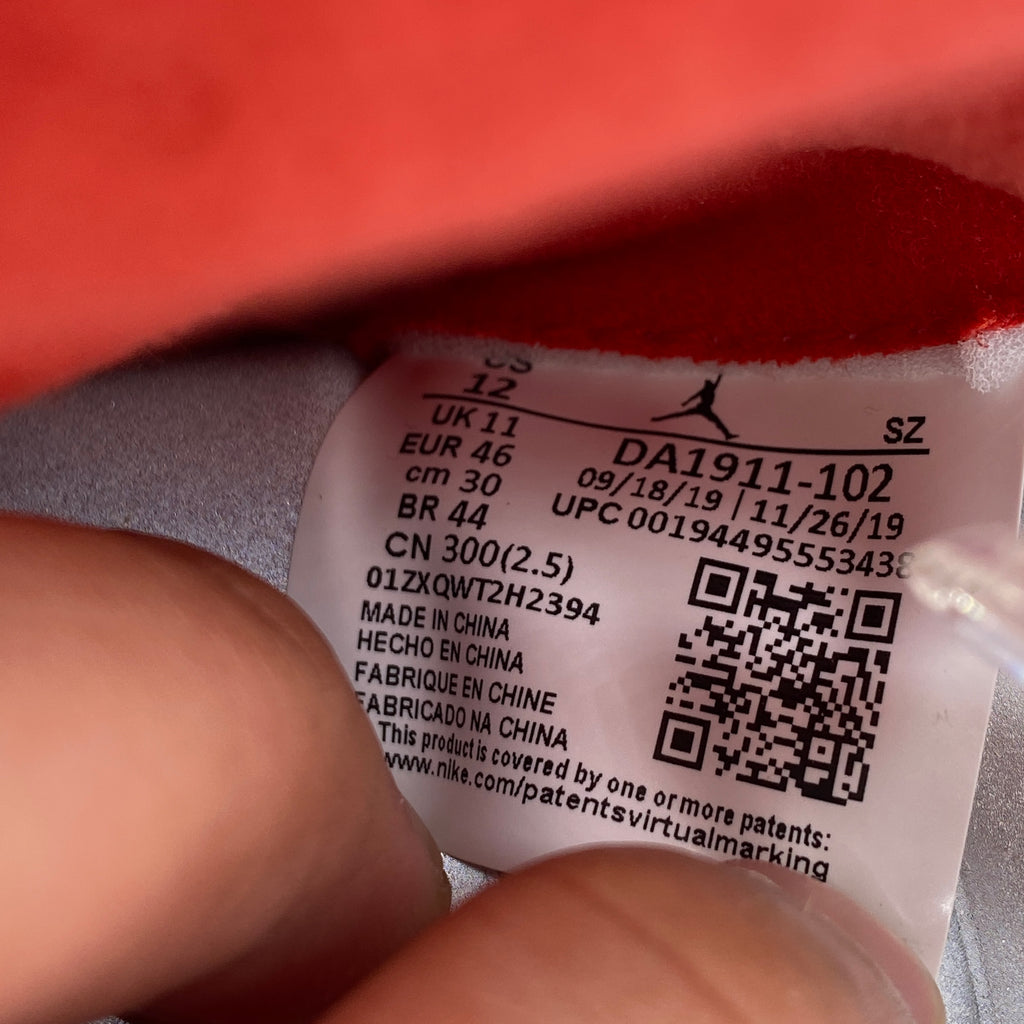 US
12
SZ
UK 11
EUR 46
cm 30
BR 44
CN 300(2.5)
01ZXQWT2H2394
DA1911-102
09/18/19 | 11/26/19
UPC 00194495553438
MADE IN CHINA
HECHO EN CHINA
FABRIQUE EN CHINE
FABRICADO NA CHINA
This product is covered by one or more patents:
www.nike.com/patentsvirtualmarking